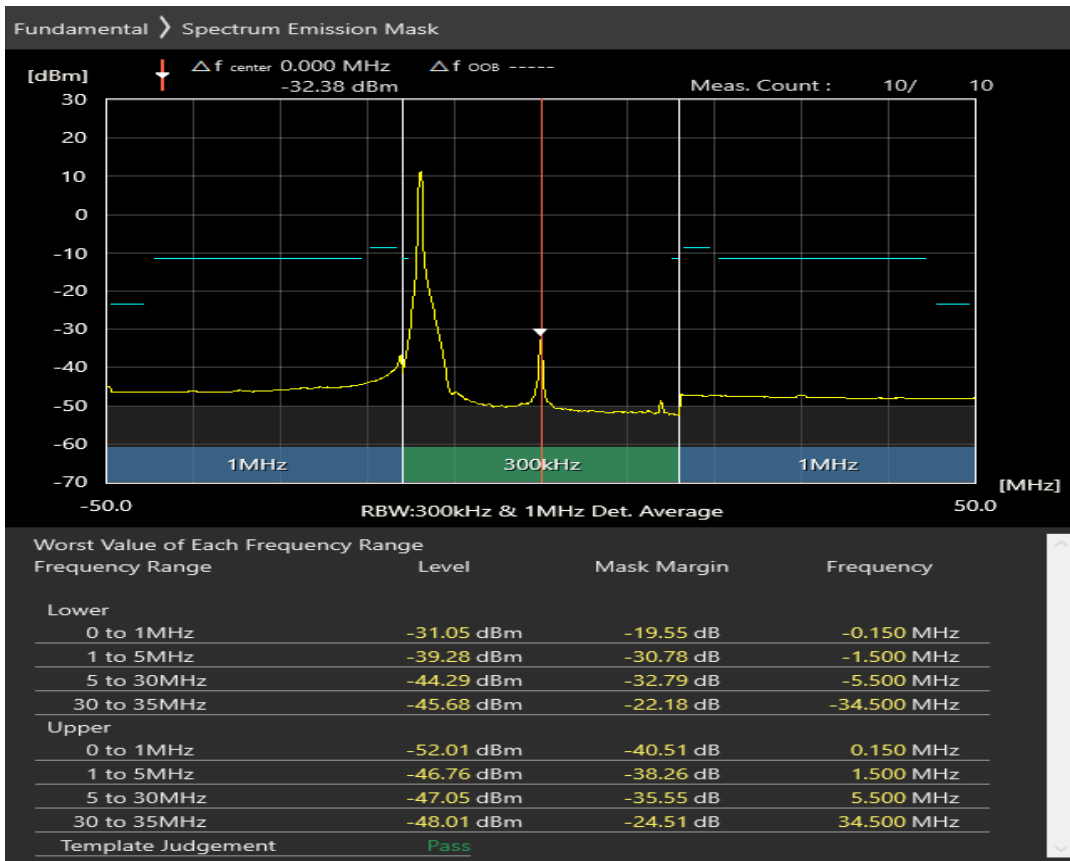 Fundamental ❯ Spectrum Emission Mask
[dBm] △f center 0.000 MHz △f OOB -----
-32.38 dBm Meas. Count : 10/ 10
30
20
10
0
-10
-20
-30
-40
-50
-60
1MHz 300kHz 1MHz
-70 [MHz]
-50.0 RBW:300kHz & 1MHz Det. Average 50.0
Worst Value of Each Frequency Range
Frequency Range Level Mask Margin Frequency
Lower
0 to 1MHz -31.05 dBm -19.55 dB -0.150 MHz
1 to 5MHz -39.28 dBm -30.78 dB -1.500 MHz
5 to 30MHz -44.29 dBm -32.79 dB -5.500 MHz
30 to 35MHz -45.68 dBm -22.18 dB -34.500 MHz
Upper
0 to 1MHz -52.01 dBm -40.51 dB 0.150 MHz
1 to 5MHz -46.76 dBm -38.26 dB 1.500 MHz
5 to 30MHz -47.05 dBm -35.55 dB 5.500 MHz
30 to 35MHz -48.01 dBm -24.51 dB 34.500 MHz
Template Judgement Pass